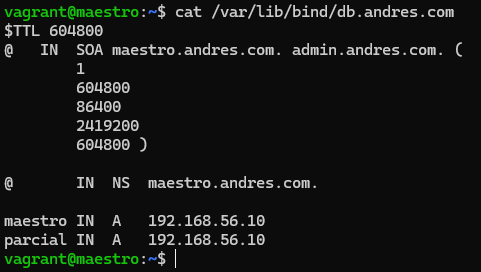 vagrant@maestro:~$ cat /var/lib/bind/db.andres.com
$TTL 604800
@   IN  SOA maestro.andres.com. admin.andres.com. (
        1
        604800
        86400
        2419200
        604800 )

@       IN  NS  maestro.andres.com.

maestro IN  A   192.168.56.10
parcial IN  A   192.168.56.10
vagrant@maestro:~$